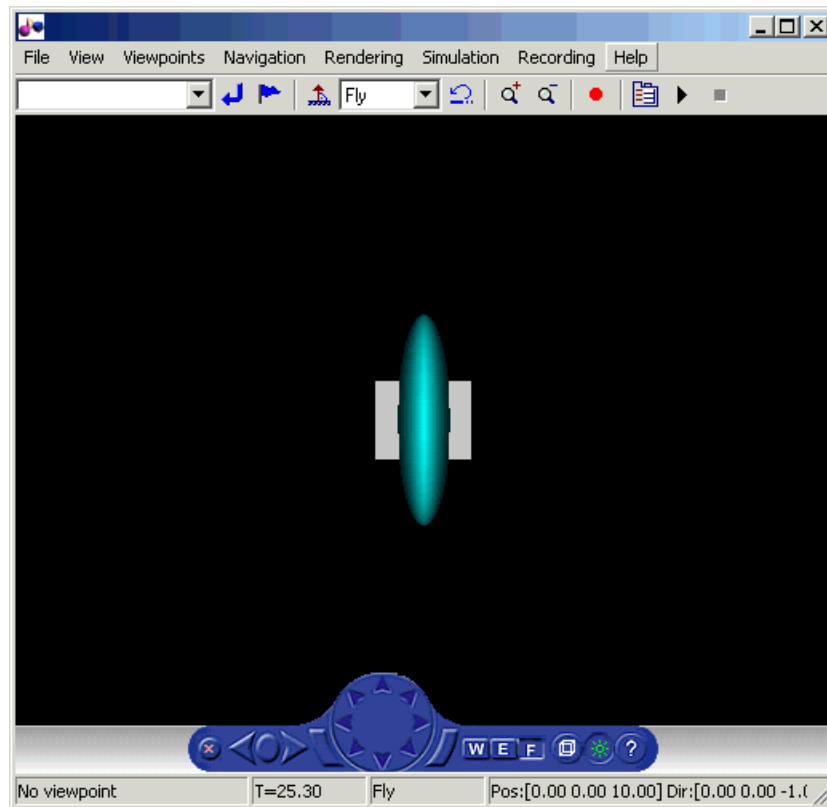 File View Viewpoints Navigation Rendering Simulation Recording Help
Fly
W E F ?
No viewpoint T=25.30 Fly Pos:[0.00 0.00 10.00] Dir:[0.00 0.00 -1.(